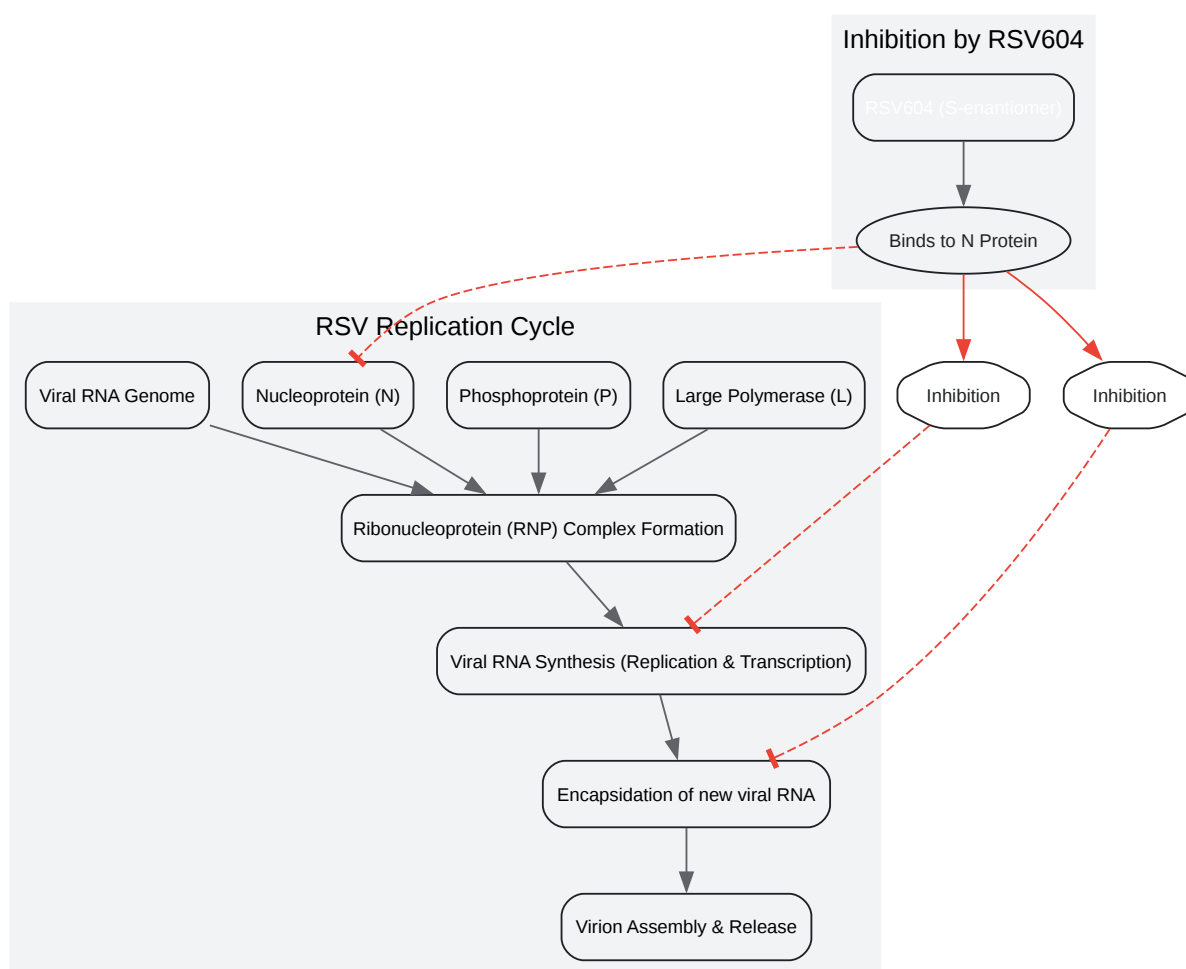 Inhibition by RSV604
RSV604 (S-enantiomer)
Binds to N Protein
RSV Replication Cycle
Viral RNA Genome
Nucleoprotein (N)
Phosphoprotein (P)
Large Polymerase (L)
Inhibition
Inhibition
Ribonucleoprotein (RNP) Complex Formation
Viral RNA Synthesis (Replication & Transcription)
Encapsidation of new viral RNA
Virion Assembly & Release